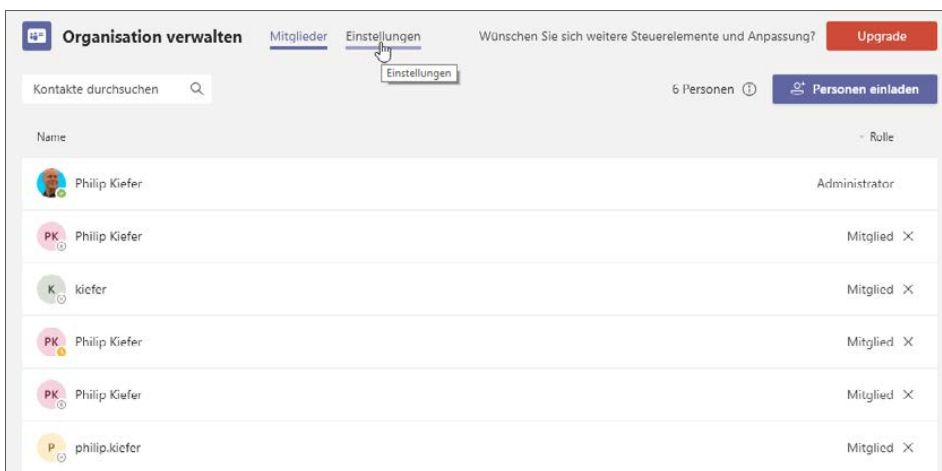 Organisation verwalten Mitglieder Einstellungen Wünschen Sie sich weitere Steuerelemente und Anpassung? Upgrade
Einstellungen
Kontakte durchsuchen 6 Personen Personen einladen
Name Rolle
Philip Kiefer Administrator
PK Philip Kiefer Mitglied
K kiefer Mitglied
PK Philip Kiefer Mitglied
PK Philip Kiefer Mitglied
P philip.kiefer Mitglied